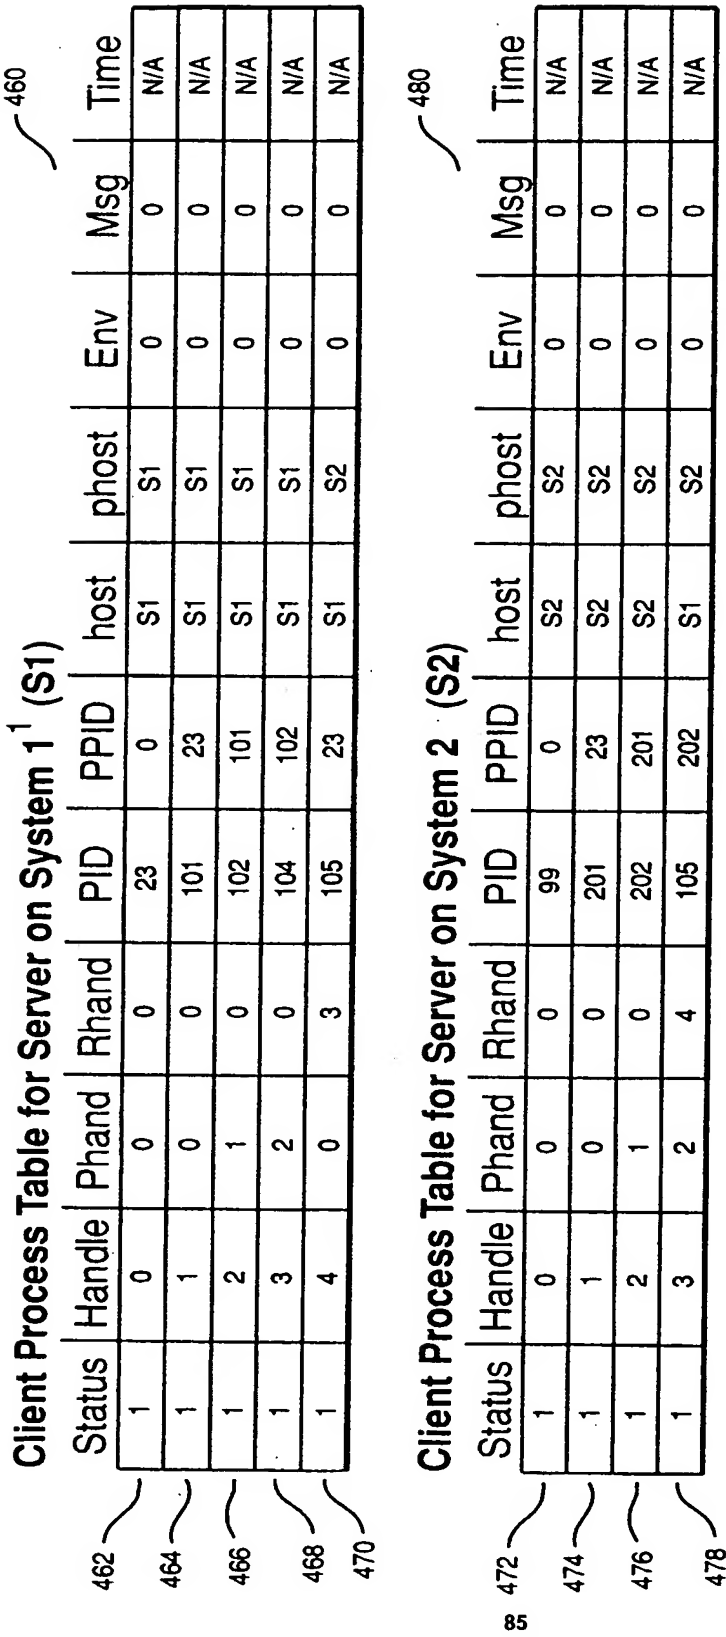 Client Process Table for Server on System 1¹ (S1)
460
Status Handle Phand Rhand PID PPID host phost Env Msg Time
462 1 0 0 0 23 0 S1 S1 0 0 N/A
464 1 1 0 0 101 23 S1 S1 0 0 N/A
466 1 2 1 0 102 101 S1 S1 0 0 N/A
468 1 3 2 0 104 102 S1 S1 0 0 N/A
470 1 4 0 3 105 23 S1 S2 0 0 N/A
Client Process Table for Server on System 2 (S2)
480
Status Handle Phand Rhand PID PPID host phost Env Msg Time
472 1 0 0 0 99 0 S2 S2 0 0 N/A
474 1 1 0 0 201 23 S2 S2 0 0 N/A
476 1 2 1 0 202 201 S2 S2 0 0 N/A
478 1 3 2 4 105 202 S1 S2 0 0 N/A
85